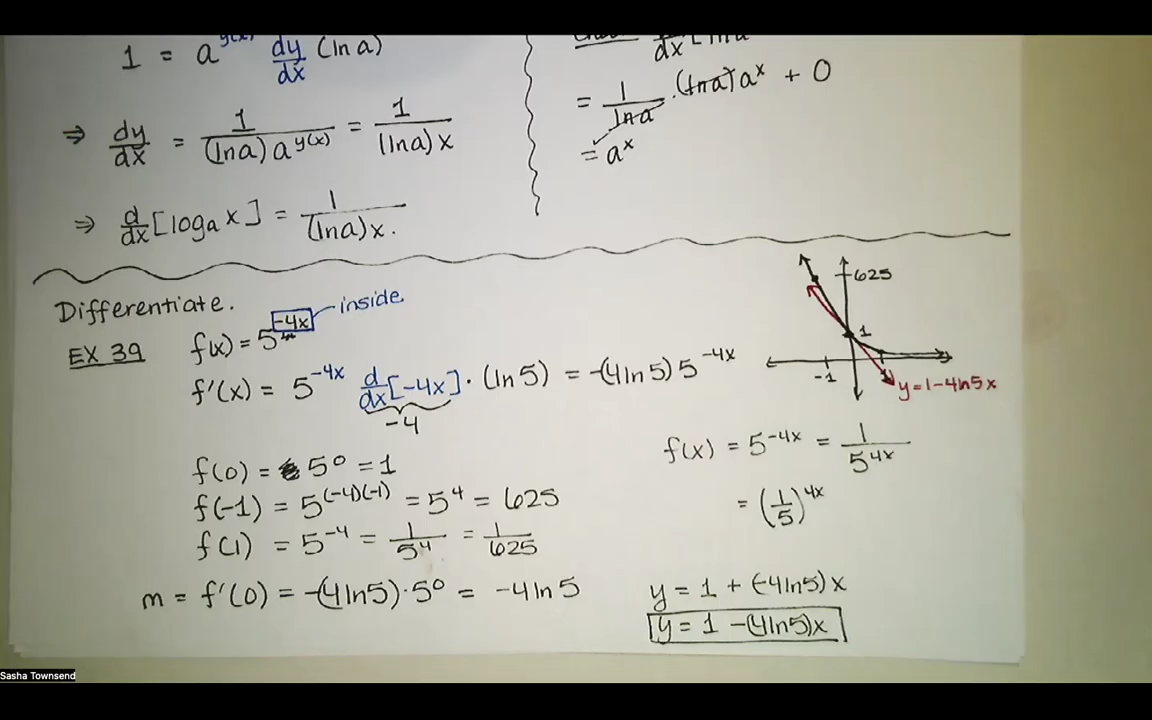 1 = a^y(x) dy/dx (ln a)
⇒ dy/dx = 1/((ln a) a^y(x)) = 1/((ln a) x)
⇒ d/dx [log_a x] = 1/((ln a) x).
= 1/(ln a) · (ln a) a^x + 0
= a^x
Differentiate.
EX 39
f(x) = 5^-4x
inside
f'(x) = 5^-4x d/dx [-4x] · (ln 5) = -(4 ln 5) 5^-4x
-4
f(0) = 5^0 = 1
f(-1) = 5^(-4)(-1) = 5^4 = 625
f(1) = 5^-4 = 1/5^4 = 1/625
m = f'(0) = -(4 ln 5) · 5^0 = -4 ln 5
625
1
-1
1
y = 1 - 4 ln 5 x
f(x) = 5^-4x = 1/5^4x
= (1/5)^4x
y = 1 + (-4 ln 5) x
y = 1 - (4 ln 5) x
Sasha Townsend